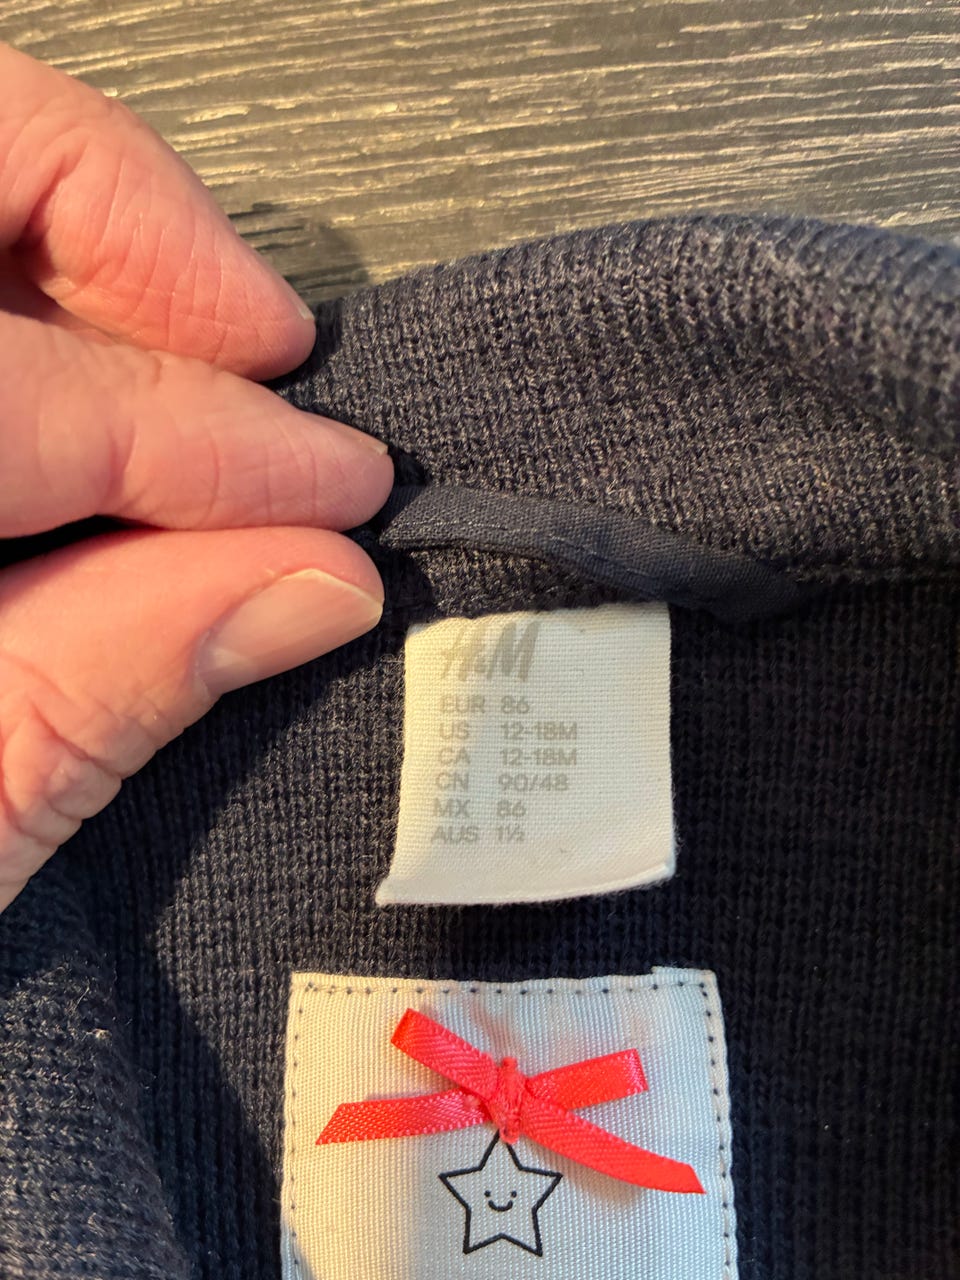 H&M
EUR 86
US 12-18M
CA 12-18M
CN 90/48
MX 86
AUS 1½